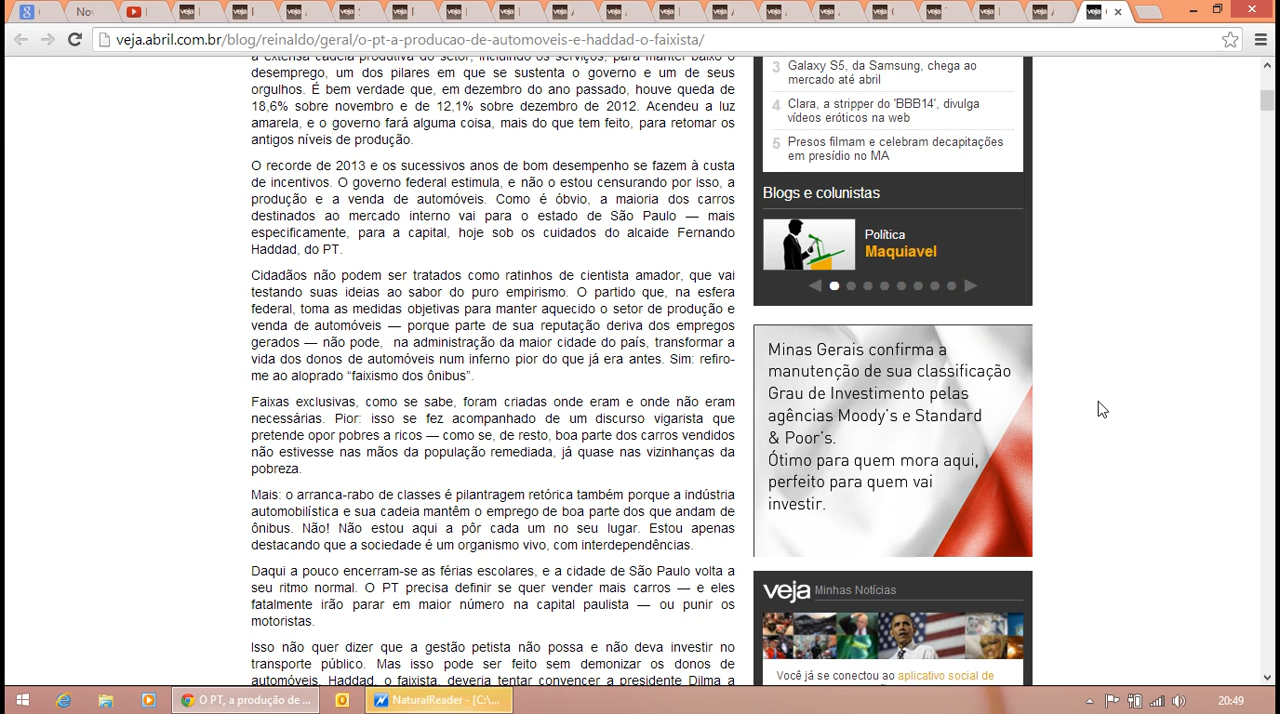 Nov
veja.abril.com.br/blog/reinaldo/geral/o-pt-a-producao-de-automoveis-e-haddad-o-faixista/
a extensa cadeia produtiva do setor, incluindo os serviços, para manter baixo o
desemprego, um dos pilares em que se sustenta o governo e um de seus
orgulhos. É bem verdade que, em dezembro do ano passado, houve queda de
18,6% sobre novembro e de 12,1% sobre dezembro de 2012. Acendeu a luz
amarela, e o governo fará alguma coisa, mais do que tem feito, para retomar os
antigos níveis de produção.
O recorde de 2013 e os sucessivos anos de bom desempenho se fazem à custa
de incentivos. O governo federal estimula, e não o estou censurando por isso, a
produção e a venda de automóveis. Como é óbvio, a maioria dos carros
destinados ao mercado interno vai para o estado de São Paulo — mais
especificamente, para a capital, hoje sob os cuidados do alcaide Fernando
Haddad, do PT.
Cidadãos não podem ser tratados como ratinhos de cientista amador, que vai
testando suas ideias ao sabor do puro empirismo. O partido que, na esfera
federal, toma as medidas objetivas para manter aquecido o setor de produção e
venda de automóveis — porque parte de sua reputação deriva dos empregos
gerados — não pode, na administração da maior cidade do país, transformar a
vida dos donos de automóveis num inferno pior do que já era antes. Sim: refiro-
me ao aloprado “faixismo dos ônibus”.
Faixas exclusivas, como se sabe, foram criadas onde eram e onde não eram
necessárias. Pior: isso se fez acompanhado de um discurso vigarista que
pretende opor pobres a ricos — como se, de resto, boa parte dos carros vendidos
não estivesse nas mãos da população remediada, já quase nas vizinhanças da
pobreza.
Mais: o arranca-rabo de classes é pilantragem retórica também porque a indústria
automobilística e sua cadeia mantêm o emprego de boa parte dos que andam de
ônibus. Não! Não estou aqui a pôr cada um no seu lugar. Estou apenas
destacando que a sociedade é um organismo vivo, com interdependências.
Daqui a pouco encerram-se as férias escolares, e a cidade de São Paulo volta a
seu ritmo normal. O PT precisa definir se quer vender mais carros — e eles
fatalmente irão parar em maior número na capital paulista — ou punir os
motoristas.
Isso não quer dizer que a gestão petista não possa e não deva investir no
transporte público. Mas isso pode ser feito sem demonizar os donos de
automóveis. Haddad, o faixista, deveria tentar convencer a presidente Dilma a
3 Galaxy S5, da Samsung, chega ao
mercado até abril
4 Clara, a stripper do 'BBB14', divulga
vídeos eróticos na web
5 Presos filmam e celebram decapitações
em presídio no MA
Blogs e colunistas
Política
Maquiavel
Minas Gerais confirma a
manutenção de sua classificação
Grau de Investimento pelas
agências Moody's e Standard
& Poor's.
Ótimo para quem mora aqui,
perfeito para quem vai
investir.
veja Minhas Notícias
Você já se conectou ao aplicativo social de
O PT, a produção de ...
NaturalReader - [C:\...
20:49